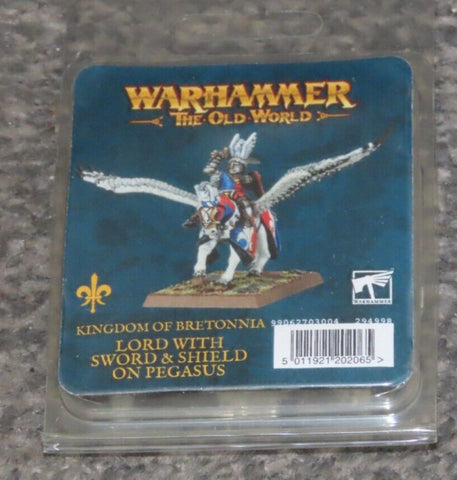 WARHAMMER
THE·OLD·WORLD
WARHAMMER
KINGDOM OF BRETONNIA
LORD WITH
SWORD & SHIELD
ON PEGASUS
99062703004 294998
5 011921 202065 >